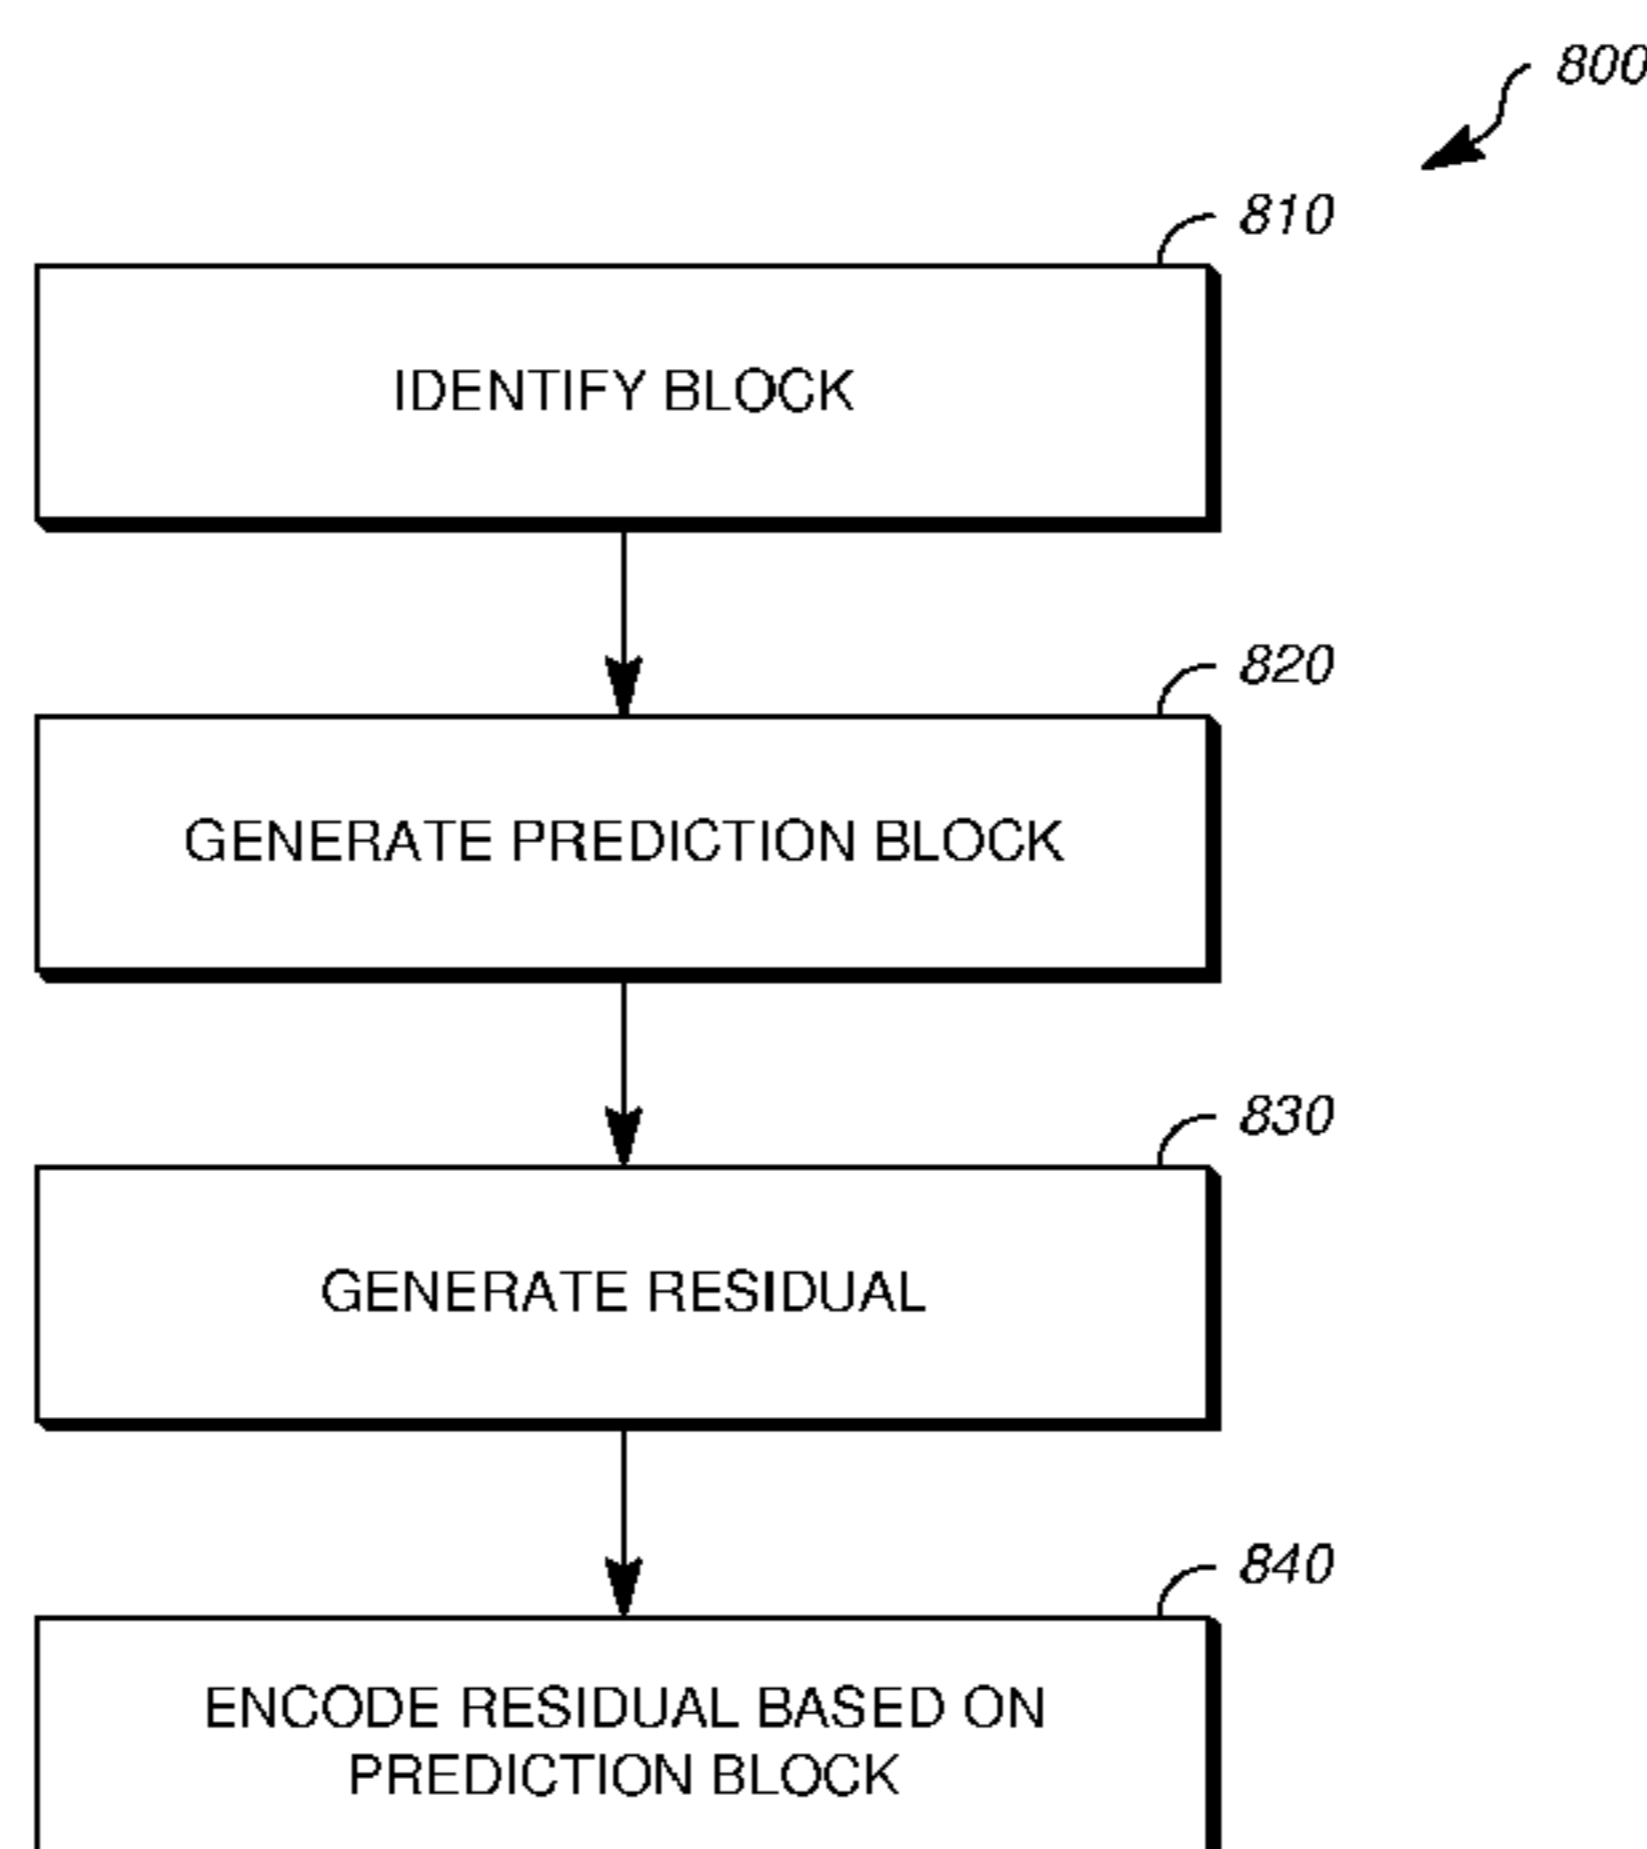 800
810
IDENTIFY BLOCK
820
GENERATE PREDICTION BLOCK
830
GENERATE RESIDUAL
840
ENCODE RESIDUAL BASED ON
PREDICTION BLOCK